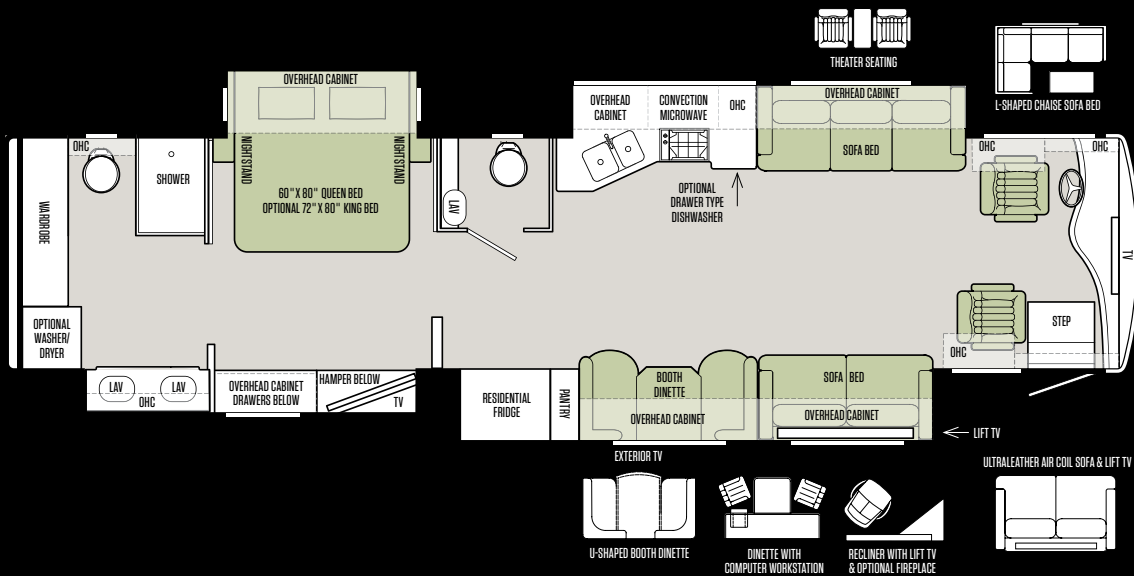 THEATER SEATING
L-SHAPED CHAISE SOFA BED
OVERHEAD CABINET
OVERHEAD
CABINET
CONVECTION
MICROWAVE
OHC
OVERHEAD CABINET
SOFA BED
OHC
OHC
OHC
SHOWER
NIGHTSTAND
NIGHTSTAND
60" X 80" QUEEN BED
OPTIONAL 72" X 80" KING BED
LAV
OPTIONAL
DRAWER TYPE
DISHWASHER
WARDROBE
TV
OPTIONAL
WASHER/
DRYER
STEP
OHC
LAV
LAV
OHC
OVERHEAD CABINET
DRAWERS BELOW
HAMPER BELOW
TV
RESIDENTIAL
FRIDGE
PANTRY
BOOTH
DINETTE
OVERHEAD CABINET
SOFA BED
OVERHEAD CABINET
LIFT TV
EXTERIOR TV
ULTRALEATHER AIR COIL SOFA & LIFT TV
U-SHAPED BOOTH DINETTE
DINETTE WITH
COMPUTER WORKSTATION
RECLINER WITH LIFT TV
& OPTIONAL FIREPLACE